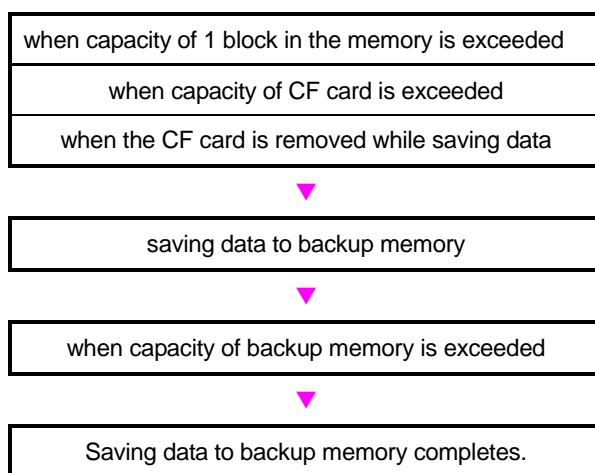 when capacity of 1 block in the memory is exceeded
when capacity of CF card is exceeded
when the CF card is removed while saving data
saving data to backup memory
when capacity of backup memory is exceeded
Saving data to backup memory completes.